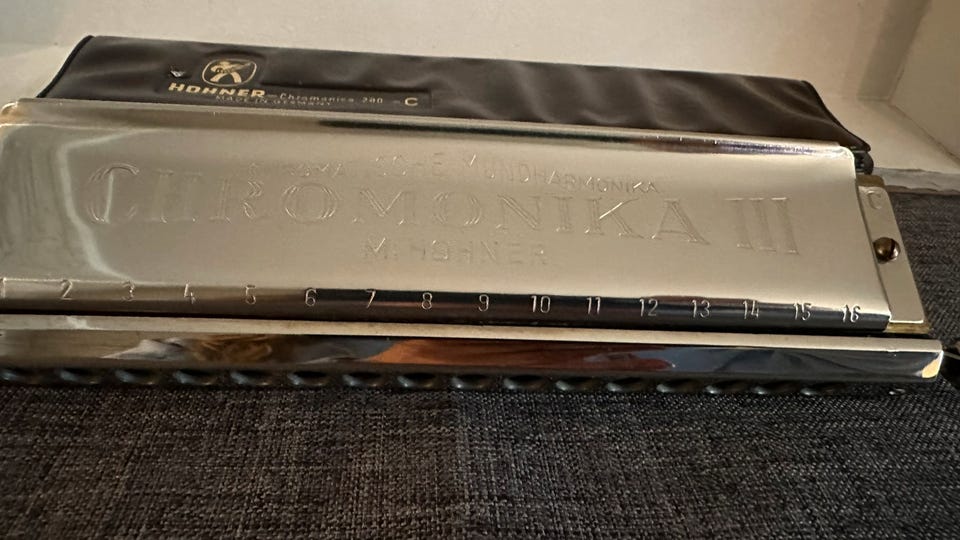 HOHNER – Chromonica 280 – C
MADE IN GERMANY
CHROMATISCHE MUNDHARMONIKA
CHROMONIKA III
M. HOHNER
C
1 2 3 4 5 6 7 8 9 10 11 12 13 14 15 16